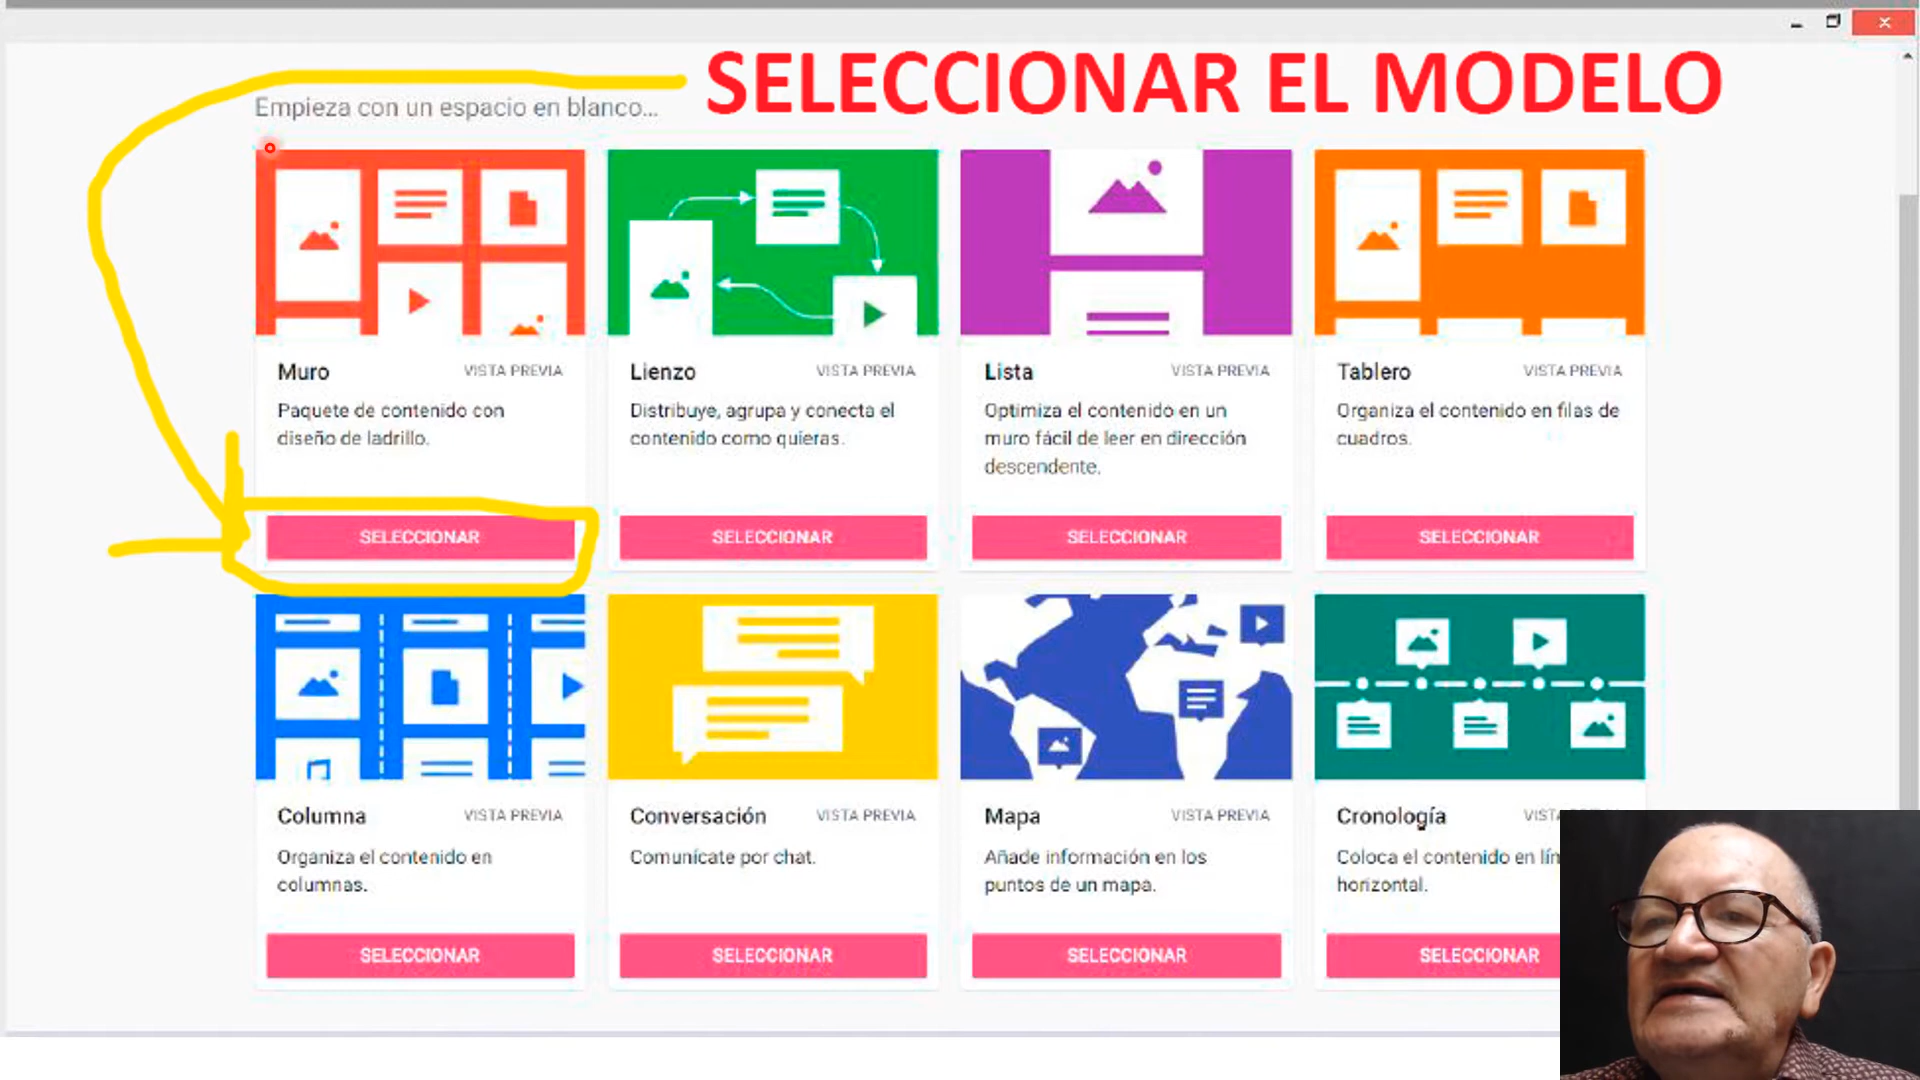 SELECCIONAR EL MODELO
Empieza con un espacio en blanco...
Muro VISTA PREVIA
Paquete de contenido con
diseño de ladrillo.
SELECCIONAR
Lienzo VISTA PREVIA
Distribuye, agrupa y conecta el
contenido como quieras.
SELECCIONAR
Lista VISTA PREVIA
Optimiza el contenido en un
muro fácil de leer en dirección
descendente.
SELECCIONAR
Tablero VISTA PREVIA
Organiza el contenido en filas de
cuadros.
SELECCIONAR
Columna VISTA PREVIA
Organiza el contenido en
columnas.
SELECCIONAR
Conversación VISTA PREVIA
Comunícate por chat.
SELECCIONAR
Mapa VISTA PREVIA
Añade información en los
puntos de un mapa.
SELECCIONAR
Cronología
Coloca el contenido en
horizontal.
SELECCIONAR